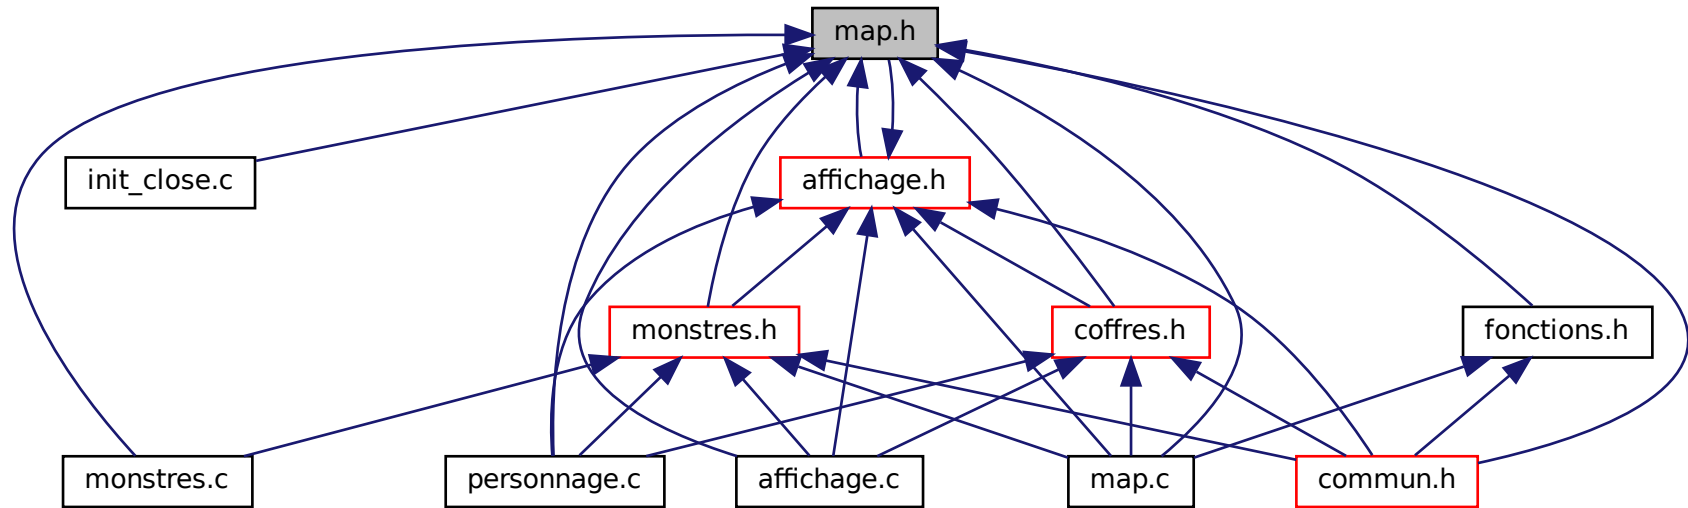 map.h
init_close.c
affichage.h
monstres.h
coffres.h
fonctions.h
monstres.c
personnage.c
affichage.c
map.c
commun.h